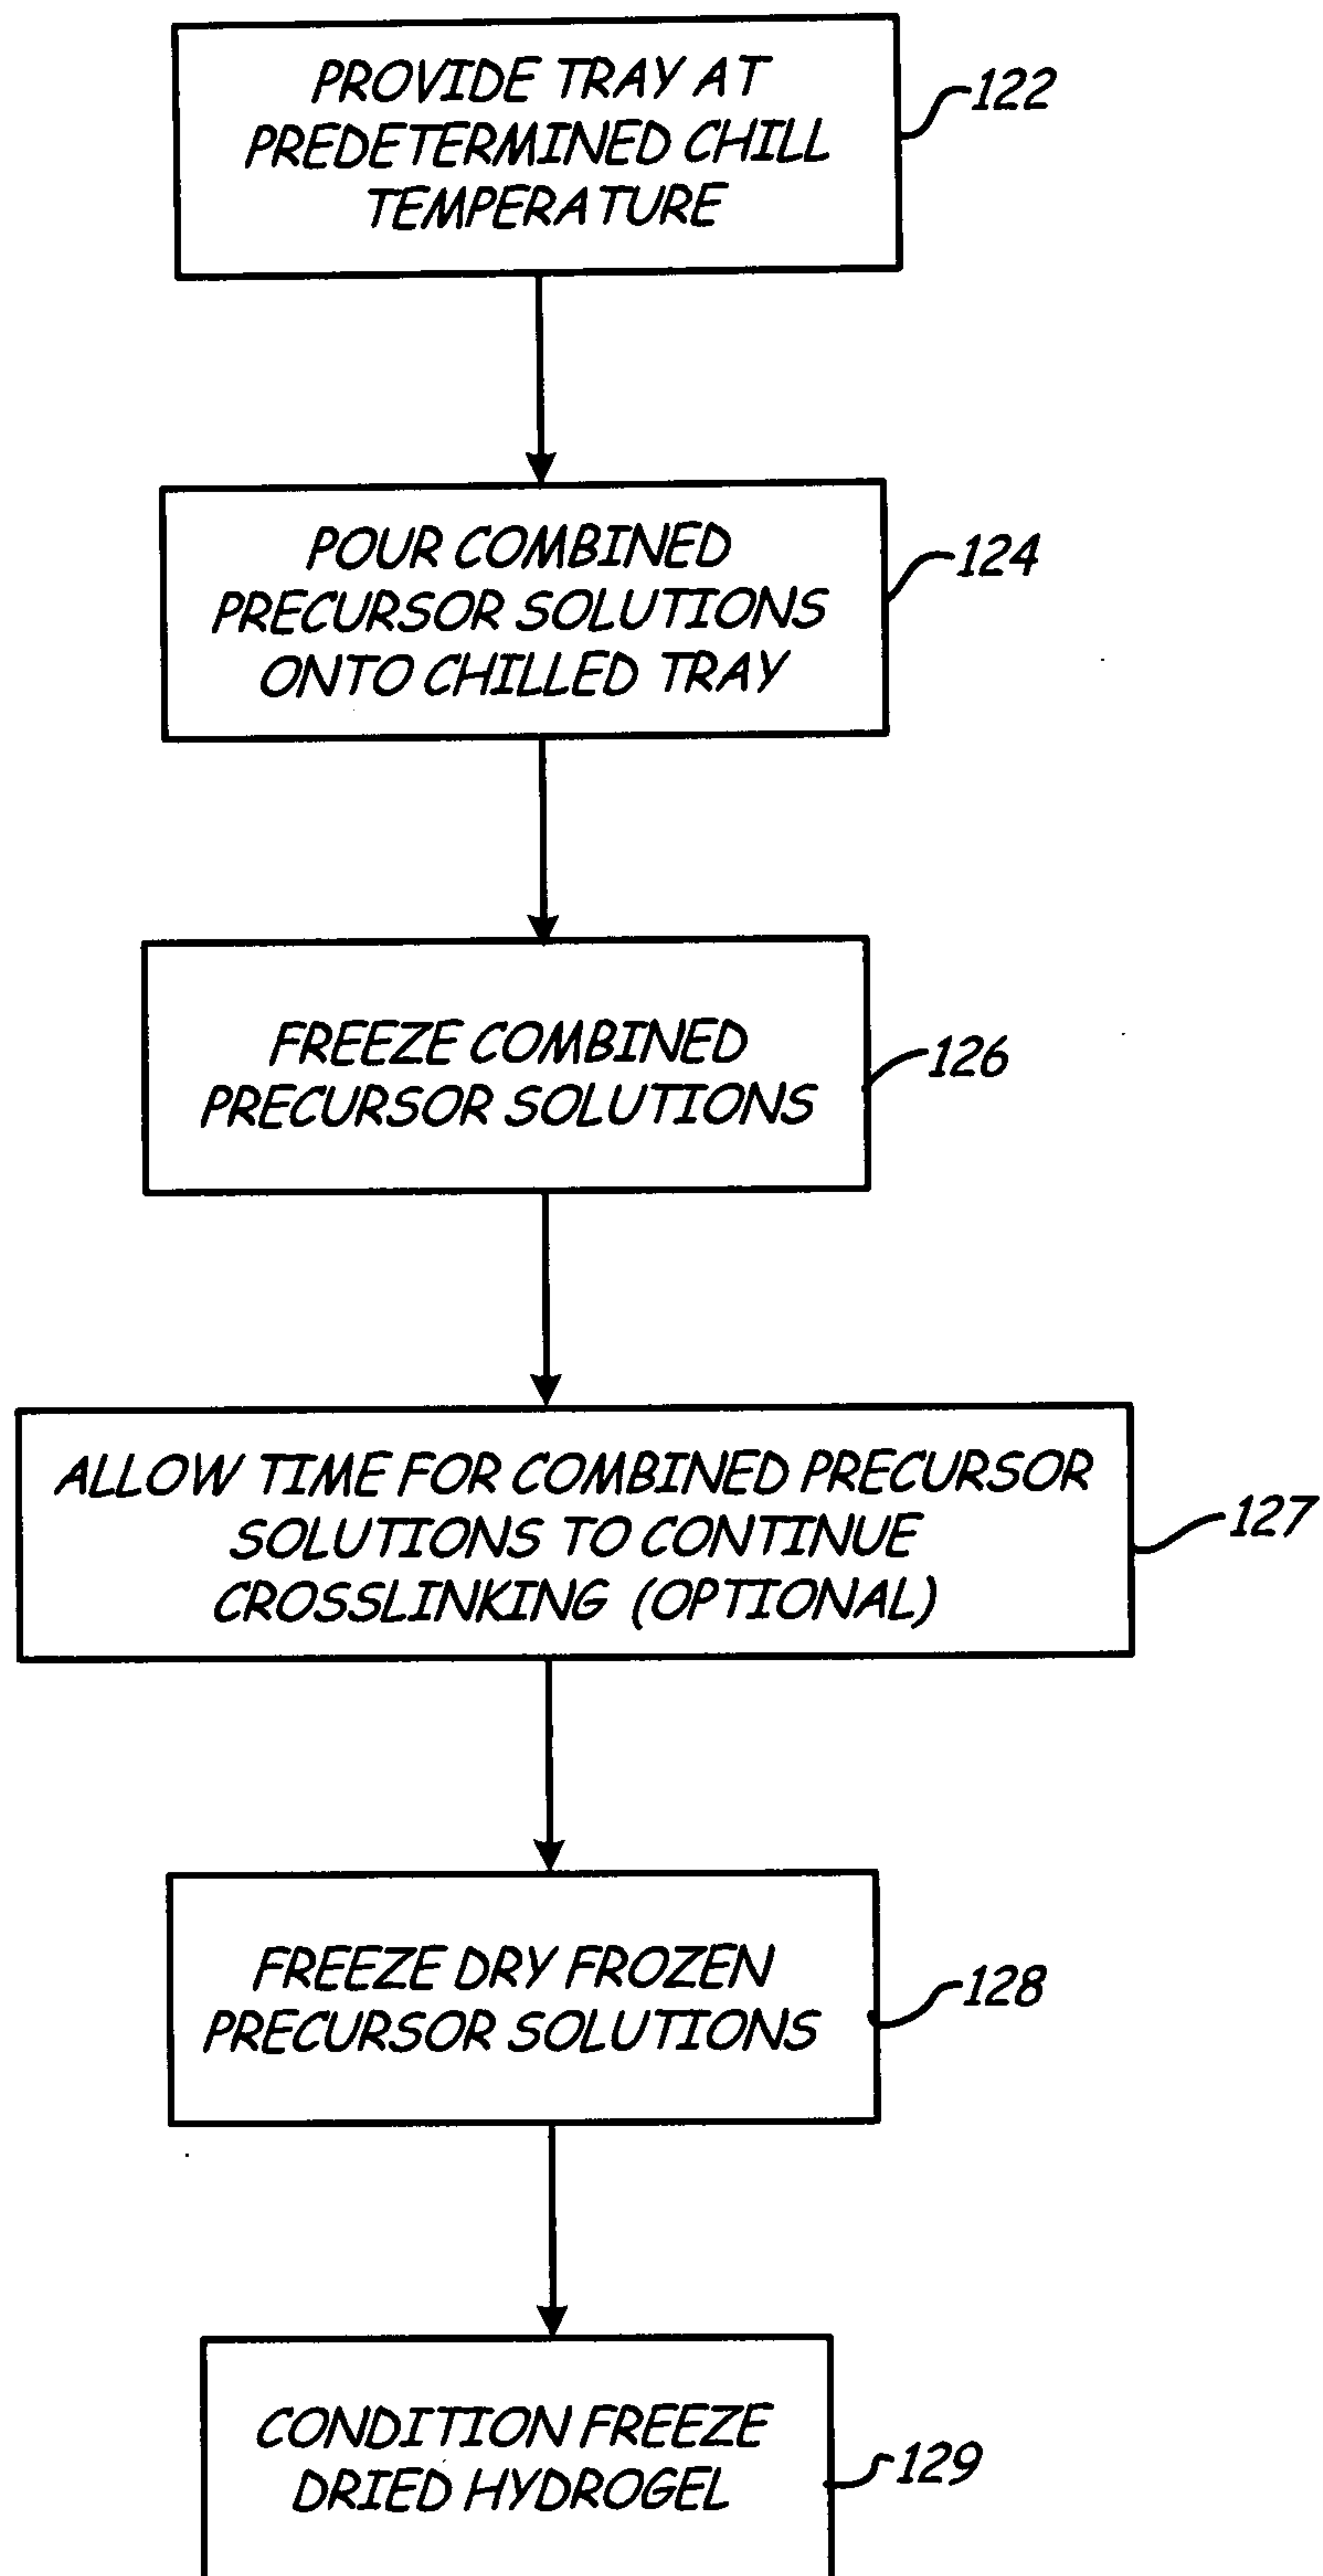 PROVIDE TRAY AT
PREDETERMINED CHILL
TEMPERATURE
122
POUR COMBINED
PRECURSOR SOLUTIONS
ONTO CHILLED TRAY
124
FREEZE COMBINED
PRECURSOR SOLUTIONS
126
ALLOW TIME FOR COMBINED PRECURSOR
SOLUTIONS TO CONTINUE
CROSSLINKING (OPTIONAL)
127
FREEZE DRY FROZEN
PRECURSOR SOLUTIONS
128
CONDITION FREEZE
DRIED HYDROGEL
129